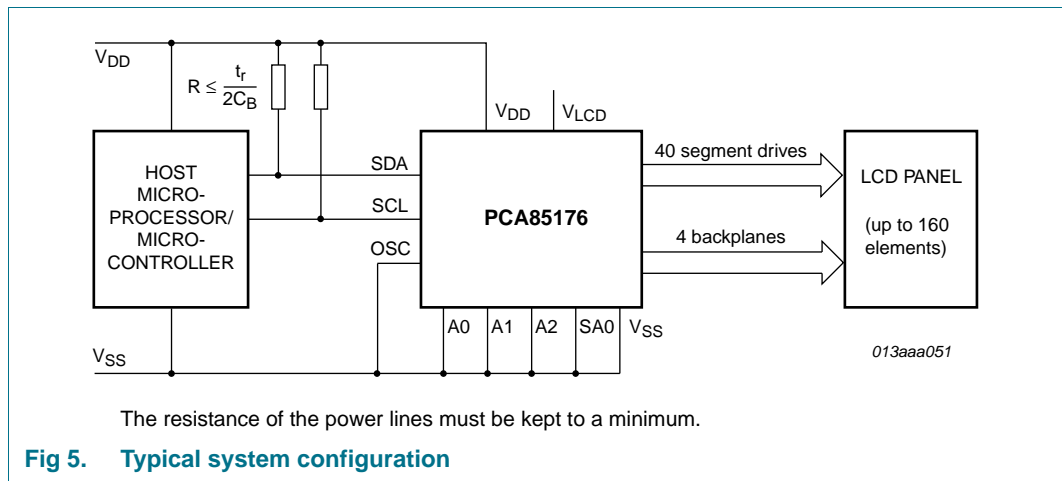 VDD
R ≤ tr
2CB
VDD
VLCD
HOST
MICRO-
PROCESSOR/
MICRO-
CONTROLLER
SDA
SCL
OSC
PCA85176
40 segment drives
4 backplanes
LCD PANEL
(up to 160
elements)
A0 A1 A2 SA0 VSS
VSS
013aaa051
The resistance of the power lines must be kept to a minimum.
Fig 5. Typical system configuration